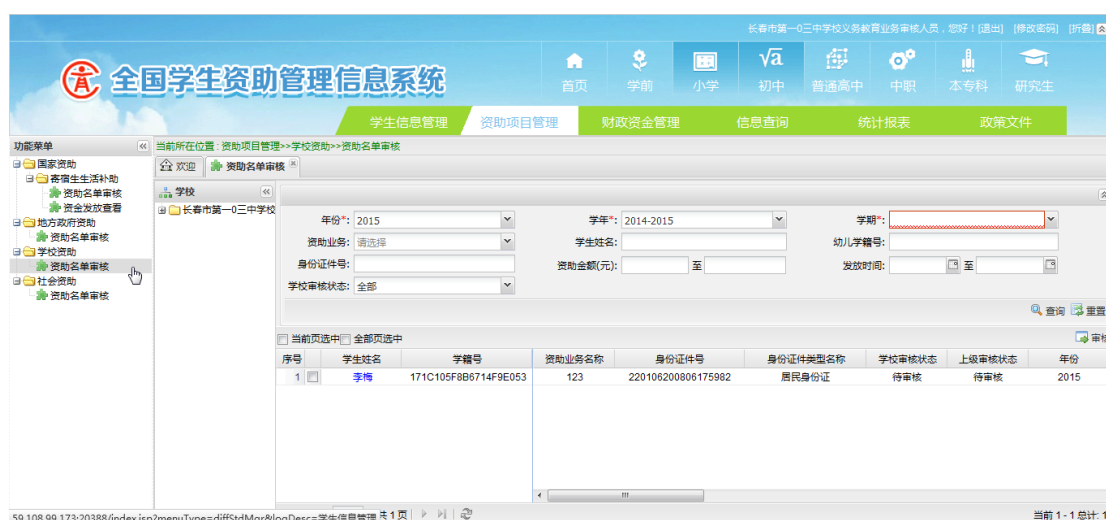 长春市第一0三中学校义务教育业务审核人员，您好！[退出] [修改密码] [折叠]
全国学生资助管理信息系统
首页 学前 小学 初中 普通高中 中职 本专科 研究生
学生信息管理 资助项目管理 财政资金管理 信息查询 统计报表 政策文件
功能菜单
当前所在位置：资助项目管理>>学校资助>>资助名单审核
国家资助
寄宿生生活补助
资助名单审核
资金发放查看
地方政府资助
资助名单审核
学校资助
资助名单审核
社会资助
资助名单审核
欢迎 资助名单审核
学校
长春市第一0三中学校
年份*: 2015 学年*: 2014-2015 学期*:
资助业务: 请选择 学生姓名: 幼儿学籍号:
身份证件号: 资助金额(元): 至 发放时间: 至
学校审核状态: 全部
查询 重置
当前页选中 全部页选中 审核
序号 学生姓名 学籍号 资助业务名称 身份证件号 身份证件类型名称 学校审核状态 上级审核状态 年份
1 李梅 171C105F8B6714F9E053 123 220106200806175982 居民身份证 待审核 待审核 2015
59.108.99.173:20388/index.jsp?menuType=diffStdMgr&logDesc=学生信息管理 共1页 当前 1 - 1 总计: 1